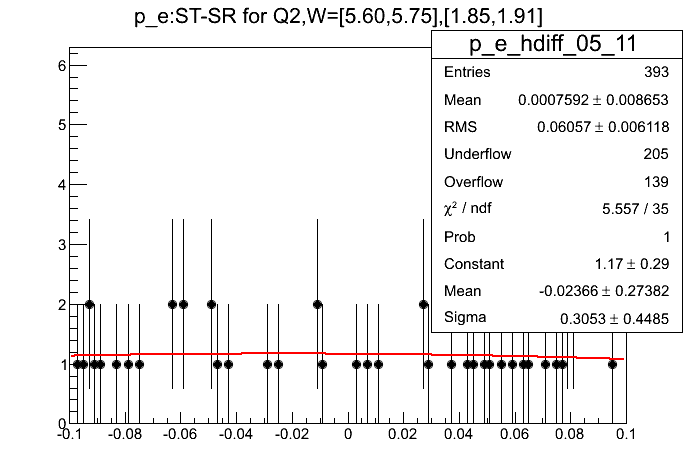 p_e:ST-SR for Q2,W=[5.60,5.75],[1.85,1.91]
p_e_hdiff_05_11
Entries 393
Mean 0.0007592 ± 0.008653
RMS 0.06057 ± 0.006118
Underflow 205
Overflow 139
χ² / ndf 5.557 / 35
Prob 1
Constant 1.17 ± 0.29
Mean -0.02366 ± 0.27382
Sigma 0.3053 ± 0.4485
6
5
4
3
2
1
0
-0.1 -0.08 -0.06 -0.04 -0.02 0 0.02 0.04 0.06 0.08 0.1